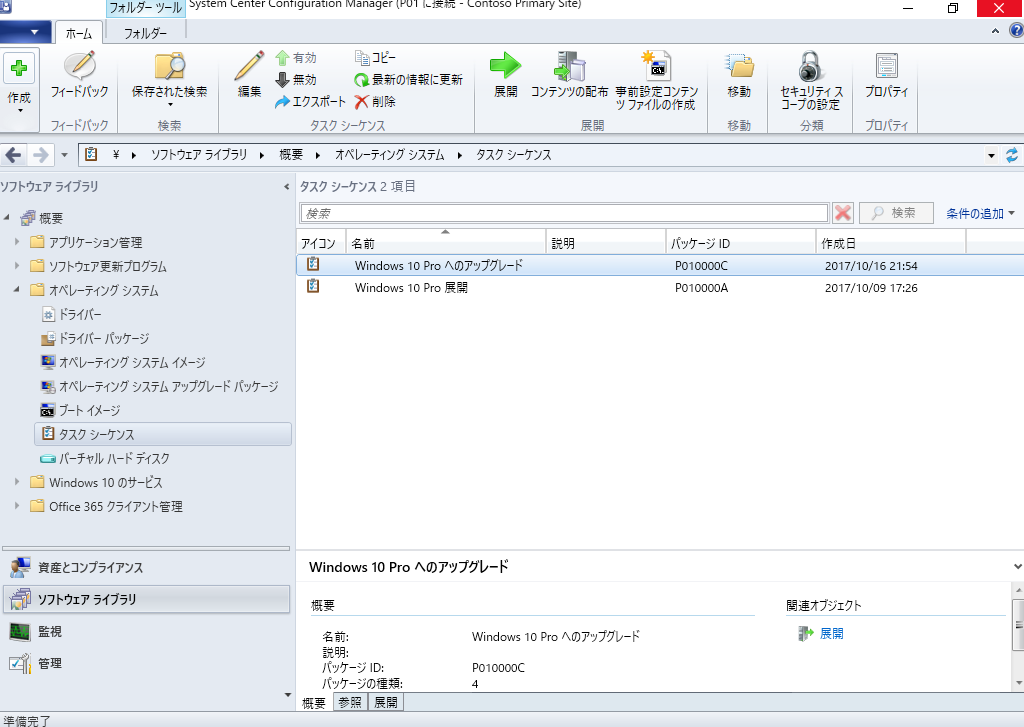 フォルダー ツール
System Center Configuration Manager (P01 に接続 - Contoso Primary Site)
ホーム
フォルダー
作成
フィードバック
フィードバック
保存された検索
検索
編集
有効
無効
エクスポート
コピー
最新の情報に更新
削除
タスク シーケンス
展開
コンテンツの配布
事前設定コンテン
ツ ファイルの作成
展開
移動
移動
セキュリティ ス
コープの設定
分類
プロパティ
プロパティ
¥ ソフトウェア ライブラリ 概要 オペレーティング システム タスク シーケンス
ソフトウェア ライブラリ
概要
アプリケーション管理
ソフトウェア更新プログラム
オペレーティング システム
ドライバー
ドライバー パッケージ
オペレーティング システム イメージ
オペレーティング システム アップグレード パッケージ
ブート イメージ
タスク シーケンス
バーチャル ハード ディスク
Windows 10 のサービス
Office 365 クライアント管理
資産とコンプライアンス
ソフトウェア ライブラリ
監視
管理
タスク シーケンス 2 項目
検索
検索
条件の追加
アイコン 名前 説明 パッケージ ID 作成日
Windows 10 Pro へのアップグレード P010000C 2017/10/16 21:54
Windows 10 Pro 展開 P010000A 2017/10/09 17:26
Windows 10 Pro へのアップグレード
概要
名前: Windows 10 Pro へのアップグレード
説明:
パッケージ ID: P010000C
パッケージの種類: 4
関連オブジェクト
展開
概要 参照 展開
準備完了